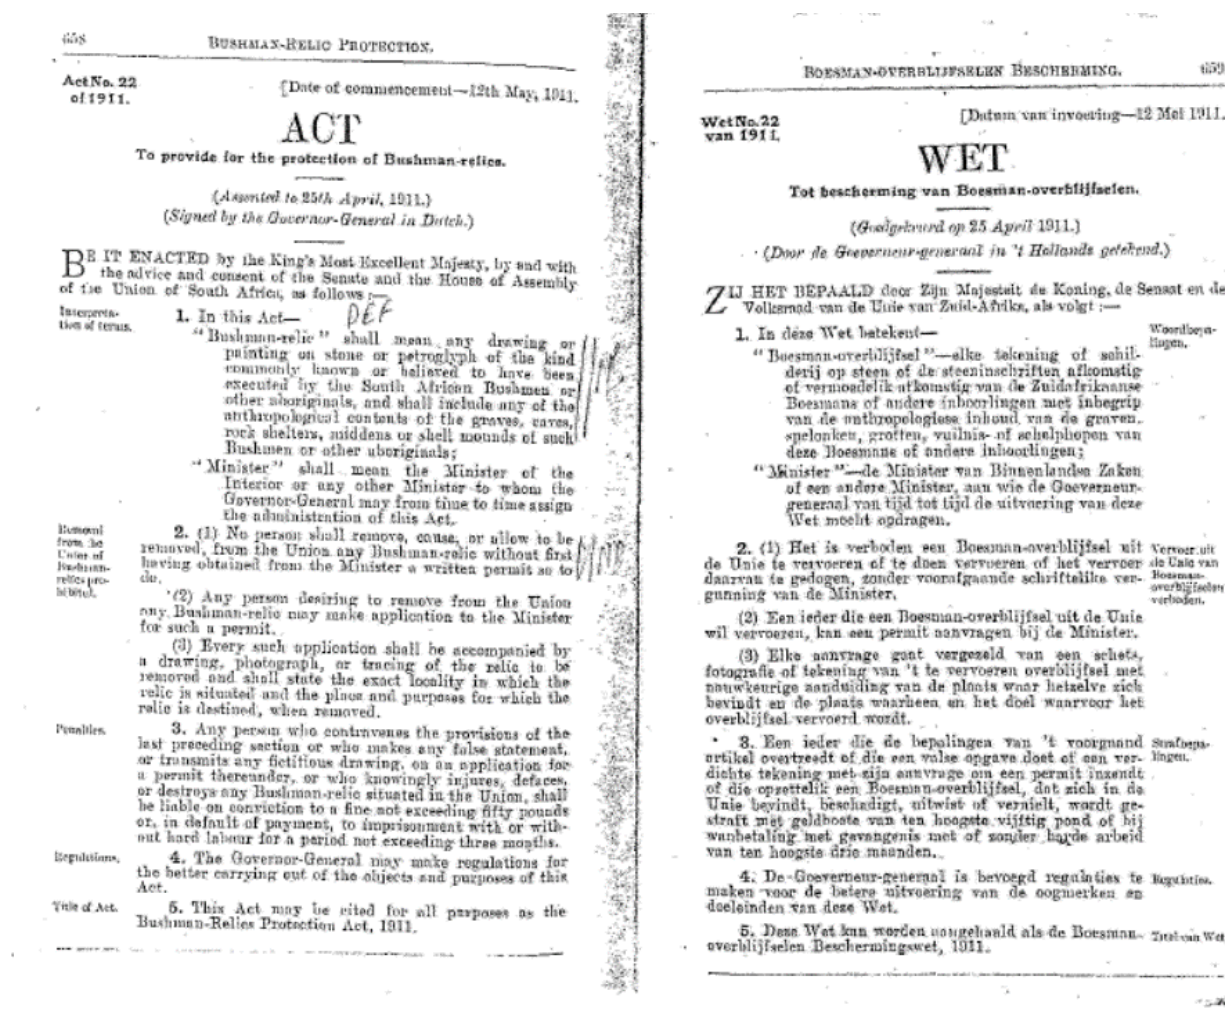 658
BUSHMAN-RELIC PROTECTION.
Act No. 22
of 1911.
[Date of commencement—12th May, 1911.
ACT
To provide for the protection of Bushman-relics.
(Assented to 25th April, 1911.)
(Signed by the Governor-General in Dutch.)
BE IT ENACTED by the King's Most Excellent Majesty, by and with
the advice and consent of the Senate and the House of Assembly
of the Union of South Africa, as follows:—
Interpreta-
tion of terms.
1. In this Act—
DEF
"Bushman-relic" shall mean any drawing or
painting on stone or petroglyph of the kind
commonly known or believed to have been
executed by the South African Bushmen or
other aboriginals, and shall include any of the
anthropological contents of the graves, caves,
rock shelters, middens or shell mounds of such
Bushmen or other aboriginals;
"Minister" shall mean the Minister of the
Interior or any other Minister to whom the
Governor-General may from time to time assign
the administration of this Act.
Removal
from the
Union of
Bushman-
relics pro-
hibited.
2. (1) No person shall remove, cause, or allow to be
removed, from the Union any Bushman-relic without first
having obtained from the Minister a written permit so to
do.
(2) Any person desiring to remove from the Union
any Bushman-relic may make application to the Minister
for such a permit.
(3) Every such application shall be accompanied by
a drawing, photograph, or tracing of the relic to be
removed and shall state the exact locality in which the
relic is situated and the place and purposes for which the
relic is destined, when removed.
Penalties.
3. Any person who contravenes the provisions of the
last preceding section or who makes any false statement,
or transmits any fictitious drawing, on an application for
a permit thereunder, or who knowingly injures, defaces,
or destroys any Bushman-relic situated in the Union, shall
be liable on conviction to a fine not exceeding fifty pounds
or, in default of payment, to imprisonment with or with-
out hard labour for a period not exceeding three months.
Regulations.
4. The Governor-General may make regulations for
the better carrying out of the objects and purposes of this
Act.
Title of Act.
5. This Act may be cited for all purposes as the
Bushman-Relics Protection Act, 1911.
BOESMAN-OVERBLIJFSELEN BESCHERMING.
659
Wet No. 22
van 1911.
[Datum van invoering—12 Mei 1911.
WET
Tot bescherming van Boesman-overblijfselen.
(Goedgekeurd op 25 April 1911.)
(Door de Goeverneur-generaal in 't Hollands getekend.)
ZIJ HET BEPAALD door Zijn Majesteit de Koning, de Senaat en de
Volksraad van de Unie van Zuid-Afrika, als volgt:—
1. In deze Wet betekent—
Woordbepa-
lingen.
"Boesman-overblijfsel"—elke tekening of schil-
derij op steen of de steeninschriften afkomstig
of vermoedelik afkomstig van de Zuidafrikaanse
Boesmans of andere inboorlingen met inbegrip
van de anthropologiese inhoud van de graven,
spelonken, grotten, vuilnis- of schelphopen van
deze Boesmans of andere inboorlingen;
"Minister"—de Minister van Binnenlandse Zaken
of een andere Minister, aan wie de Goeverneur-
generaal van tijd tot tijd de uitvoering van deze
Wet mocht opdragen.
2. (1) Het is verboden een Boesman-overblijfsel uit
de Unie te vervoeren of te doen vervoeren of het vervoer
daarvan te gedogen, zonder voorafgaande schriftelike ver-
gunning van de Minister.
Vervoer uit
de Unie van
Boesman-
overblijfselen
verboden.
(2) Een ieder die een Boesman-overblijfsel uit de Unie
wil vervoeren, kan een permit aanvragen bij de Minister.
(3) Elke aanvrage gaat vergezeld van een schets,
fotografie of tekening van 't te vervoeren overblijfsel met
nauwkeurige aanduiding van de plaats waar hetzelve zich
bevindt en de plaats waarheen en het doel waarvoor het
overblijfsel vervoerd wordt.
3. Een ieder die de bepalingen van 't voorgaand
artikel overtreedt of die een valse opgave doet of een ver-
dichte tekening met zijn aanvrage om een permit inzendt
of die opzettelik een Boesman-overblijfsel, dat zich in de
Unie bevindt, beschadigt, uitwist of vernielt, wordt ge-
straft met geldboete van ten hoogste vijftig pond of bij
wanbetaling met gevangenis met of zonder harde arbeid
van ten hoogste drie maanden.
Strafbepa-
lingen.
4. De Goeverneur-generaal is bevoegd regulaties te
maken voor de betere uitvoering van de oogmerken en
doeleinden van deze Wet.
Regulaties.
5. Deze Wet kan worden aangehaald als de Boesman-
overblijfselen Beschermingswet, 1911.
Titel van Wet